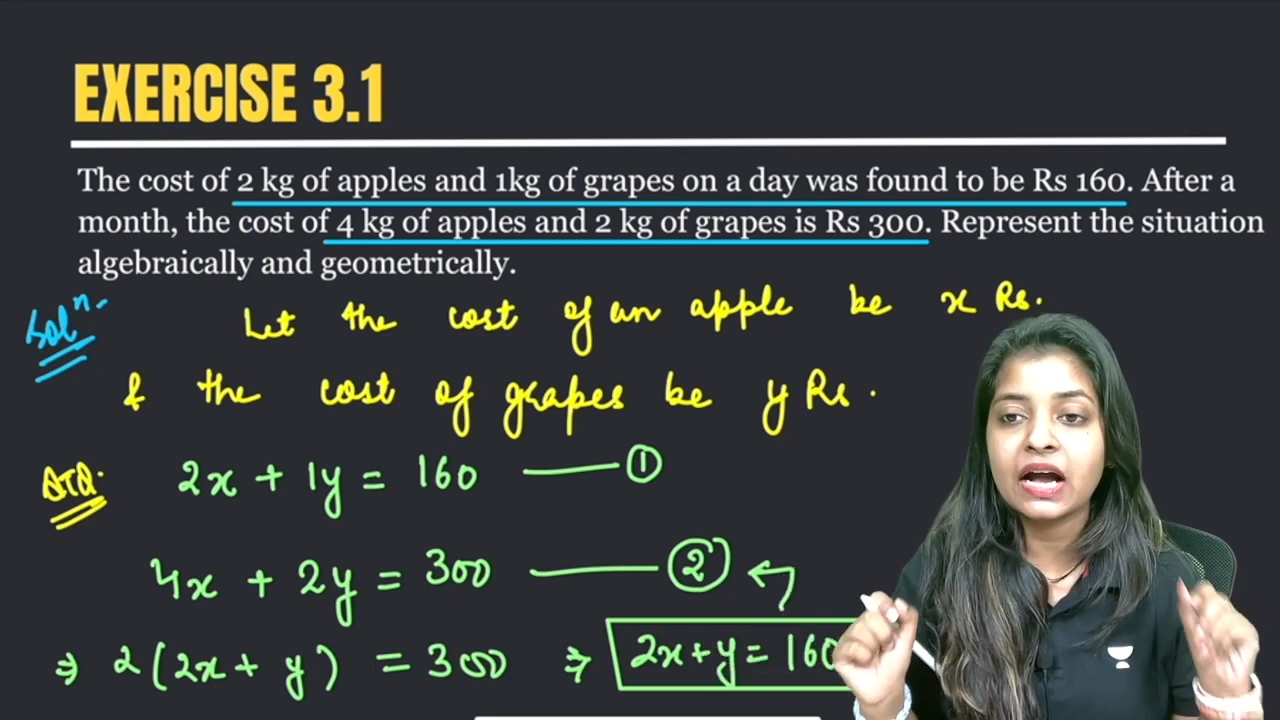 EXERCISE 3.1
The cost of 2 kg of apples and 1kg of grapes on a day was found to be Rs 160. After a
month, the cost of 4 kg of apples and 2 kg of grapes is Rs 300. Represent the situation
algebraically and geometrically.
Solⁿ. Let the cost of an apple be x Rs.
& the cost of grapes be y Rs.
ATQ. 2x + 1y = 160 —— ①
4x + 2y = 300 —— ②
⇒ 2(2x + y) = 300 ⇒ 2x + y = 160